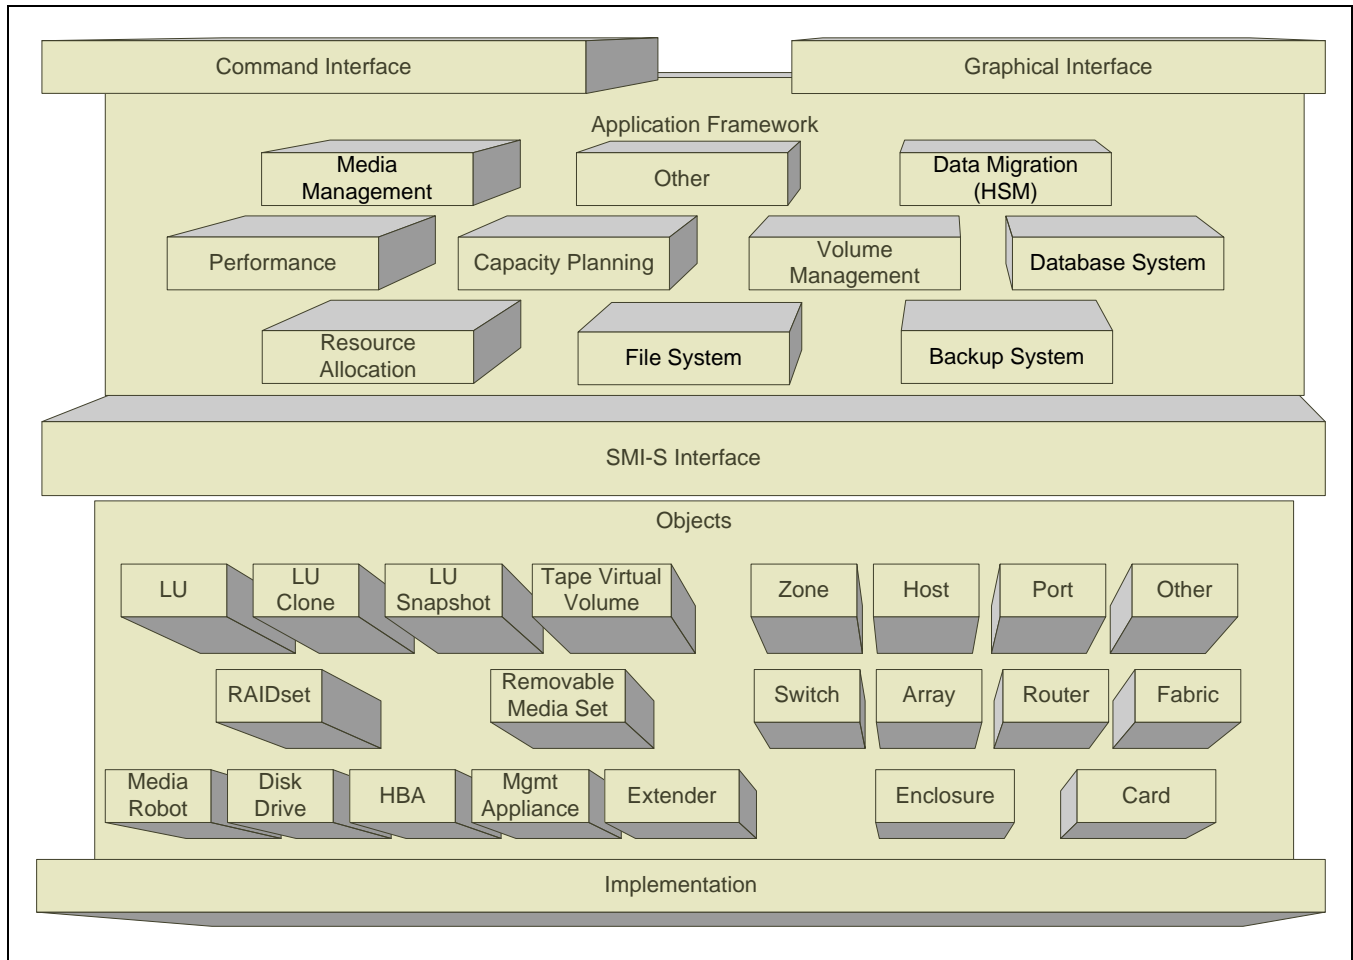 Command Interface
Graphical Interface
Application Framework
Media
Management
Other
Data Migration
(HSM)
Performance
Capacity Planning
Volume
Management
Database System
Resource
Allocation
File System
Backup System
SMI-S Interface
Objects
LU
LU
Clone
LU
Snapshot
Tape Virtual
Volume
Zone
Host
Port
Other
RAIDset
Removable
Media Set
Switch
Array
Router
Fabric
Media
Robot
Disk
Drive
HBA
Mgmt
Appliance
Extender
Enclosure
Card
Implementation